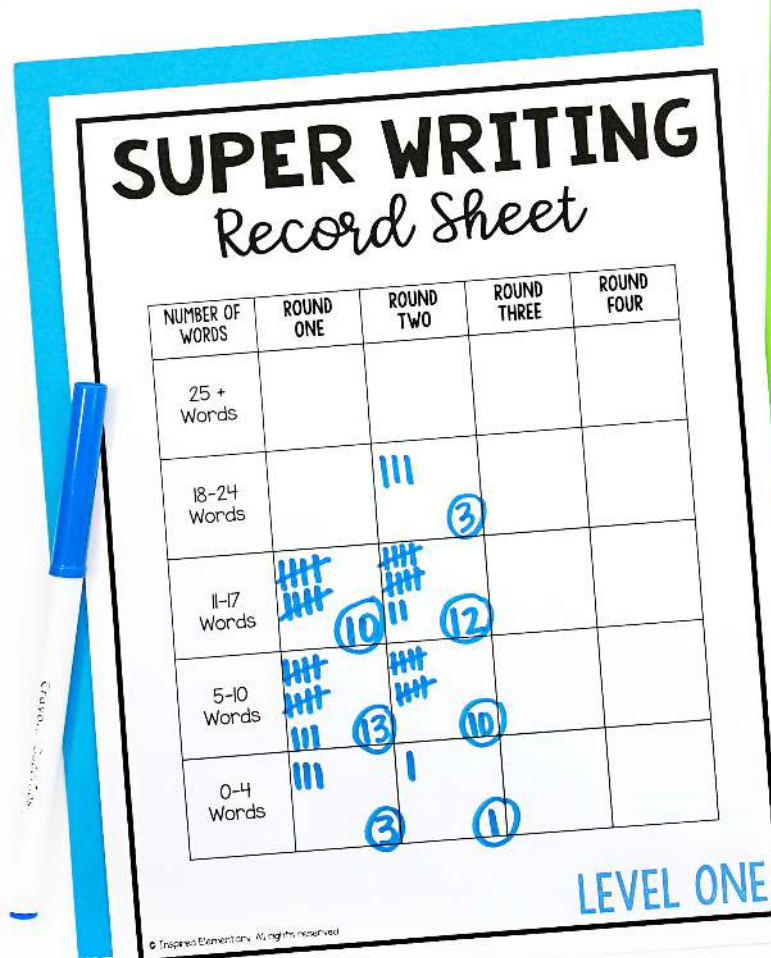 SUPER WRITING
Record Sheet
NUMBER OF WORDS ROUND ONE ROUND TWO ROUND THREE ROUND FOUR
25 + Words
18-24 Words
3
11-17 Words
10 12
5-10 Words
13 10
0-4 Words
3 1
LEVEL ONE
© Inspired Elementary. All rights reserved